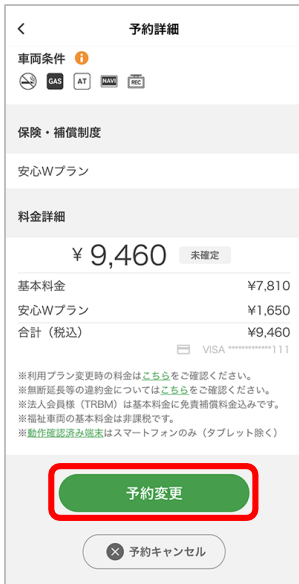 予約詳細
車両条件 i
GAS AT NAVI REC
保険・補償制度
安心Wプラン
料金詳細
¥ 9,460 未確定
基本料金 ¥7,810
安心Wプラン ¥1,650
合計（税込） ¥9,460
VISA ************111
※利用プラン変更時の料金はこちらをご確認ください。
※無断延長等の違約金についてはこちらをご確認ください。
※法人会員様（TRBM）は基本料金に免責補償料金込みです。
※福祉車両の基本料金は非課税です。
※動作確認済み端末はスマートフォンのみ（タブレット除く）
予約変更
予約キャンセル